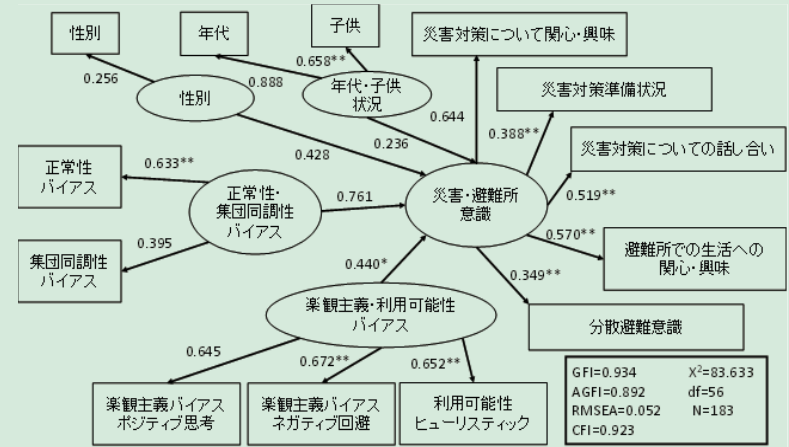 性別
年代
子供
災害対策について関心・興味
0.256
0.888
0.658**
性別
年代・子供
状況
0.644
災害対策準備状況
0.388**
0.428
0.236
災害対策についての話し合い
0.519**
正常性
バイアス
0.633**
正常性・
集団同調性
バイアス
0.761
災害・避難所
意識
0.570**
避難所での生活への
関心・興味
集団同調性
バイアス
0.395
0.440*
0.349**
分散避難意識
楽観主義・利用可能性
バイアス
0.645
0.672**
0.652**
楽観主義バイアス
ポジティブ思考
楽観主義バイアス
ネガティブ回避
利用可能性
ヒューリスティック
GFI=0.934 X²=83.633
AGFI=0.892 df=56
RMSEA=0.052 N=183
CFI=0.923